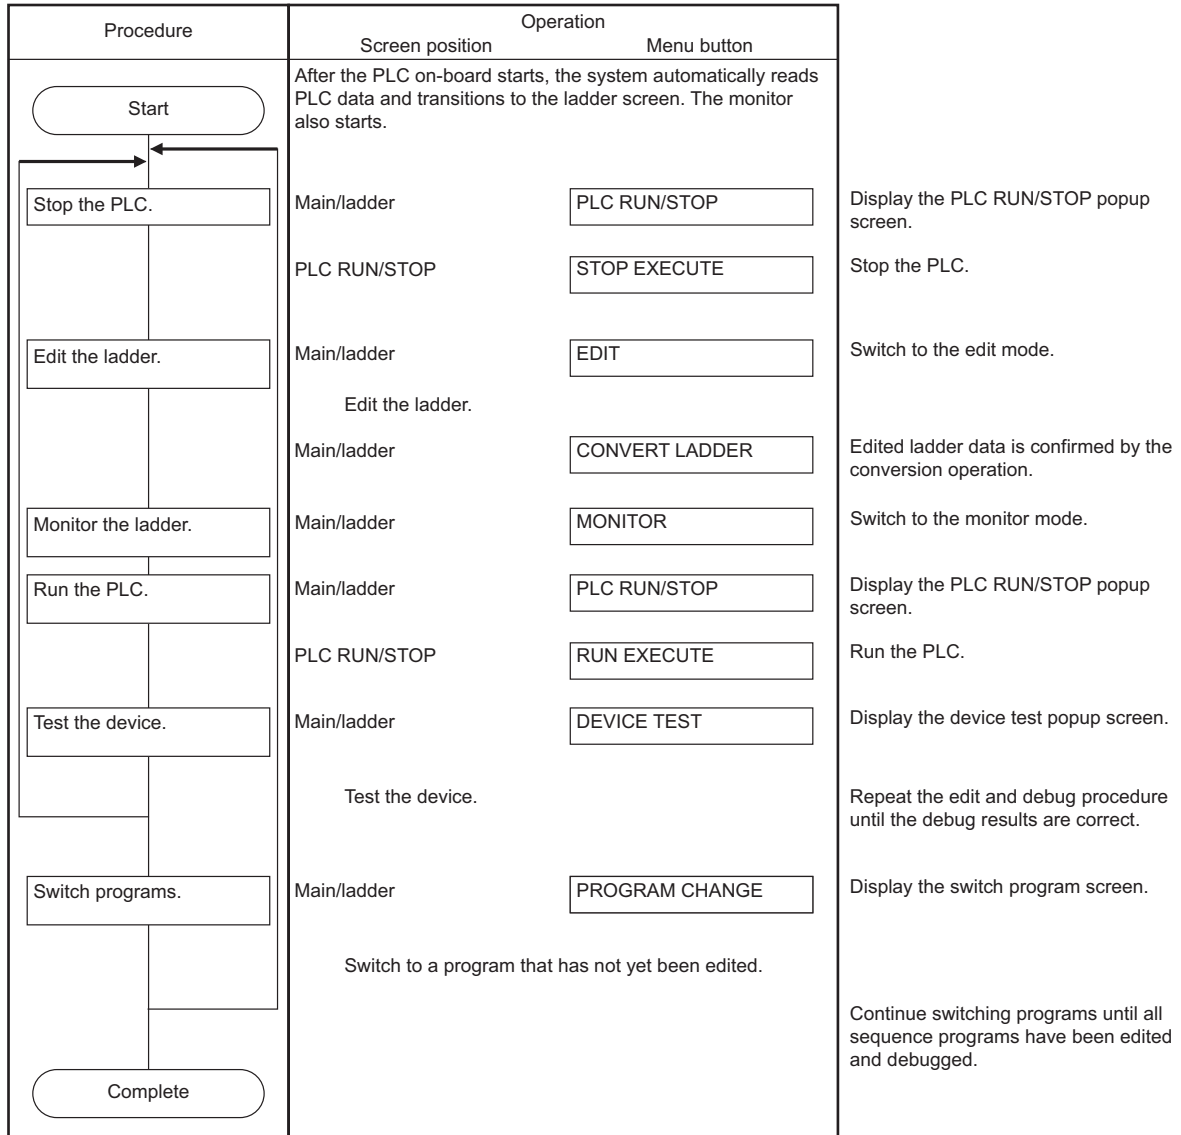 Procedure
Operation
Screen position
Menu button
After the PLC on-board starts, the system automatically reads
PLC data and transitions to the ladder screen. The monitor
also starts.
Start
Stop the PLC.
Main/ladder
PLC RUN/STOP
Display the PLC RUN/STOP popup
screen.
PLC RUN/STOP
STOP EXECUTE
Stop the PLC.
Edit the ladder.
Main/ladder
EDIT
Switch to the edit mode.
Edit the ladder.
Main/ladder
CONVERT LADDER
Edited ladder data is confirmed by the
conversion operation.
Monitor the ladder.
Main/ladder
MONITOR
Switch to the monitor mode.
Run the PLC.
Main/ladder
PLC RUN/STOP
Display the PLC RUN/STOP popup
screen.
PLC RUN/STOP
RUN EXECUTE
Run the PLC.
Test the device.
Main/ladder
DEVICE TEST
Display the device test popup screen.
Test the device.
Repeat the edit and debug procedure
until the debug results are correct.
Switch programs.
Main/ladder
PROGRAM CHANGE
Display the switch program screen.
Switch to a program that has not yet been edited.
Continue switching programs until all
sequence programs have been edited
and debugged.
Complete